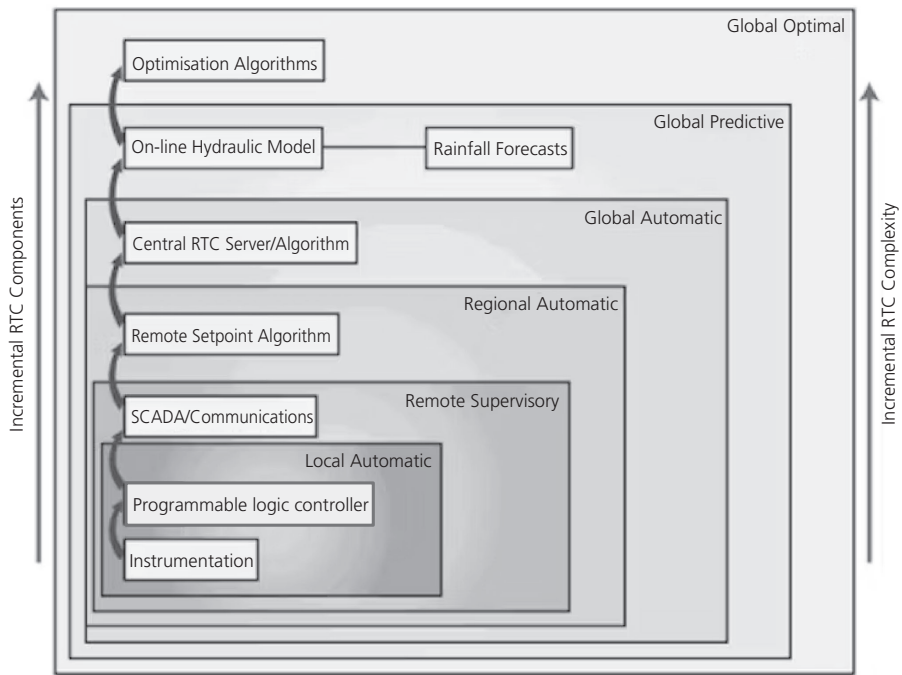 Global Optimal
Optimisation Algorithms
Global Predictive
On-line Hydraulic Model
Rainfall Forecasts
Global Automatic
Central RTC Server/Algorithm
Regional Automatic
Remote Setpoint Algorithm
Remote Supervisory
SCADA/Communications
Local Automatic
Programmable logic controller
Instrumentation
Incremental RTC Components
Incremental RTC Complexity